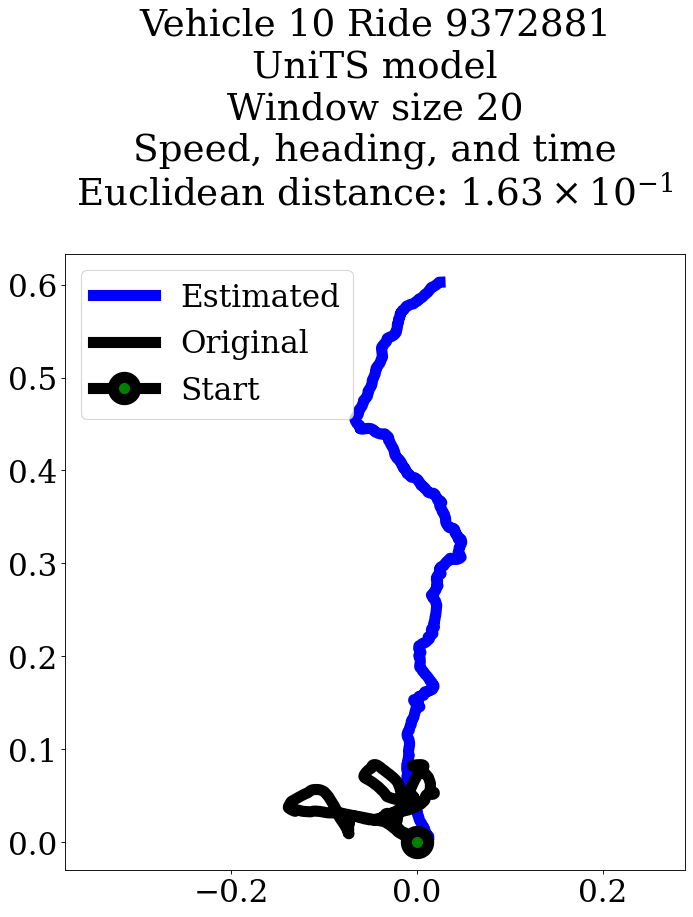 Vehicle 10 Ride 9372881
UniTS model
Window size 20
Speed, heading, and time
Euclidean distance: 1.63 × 10⁻¹
Estimated
Original
Start
0.6
0.5
0.4
0.3
0.2
0.1
0.0
−0.2 0.0 0.2